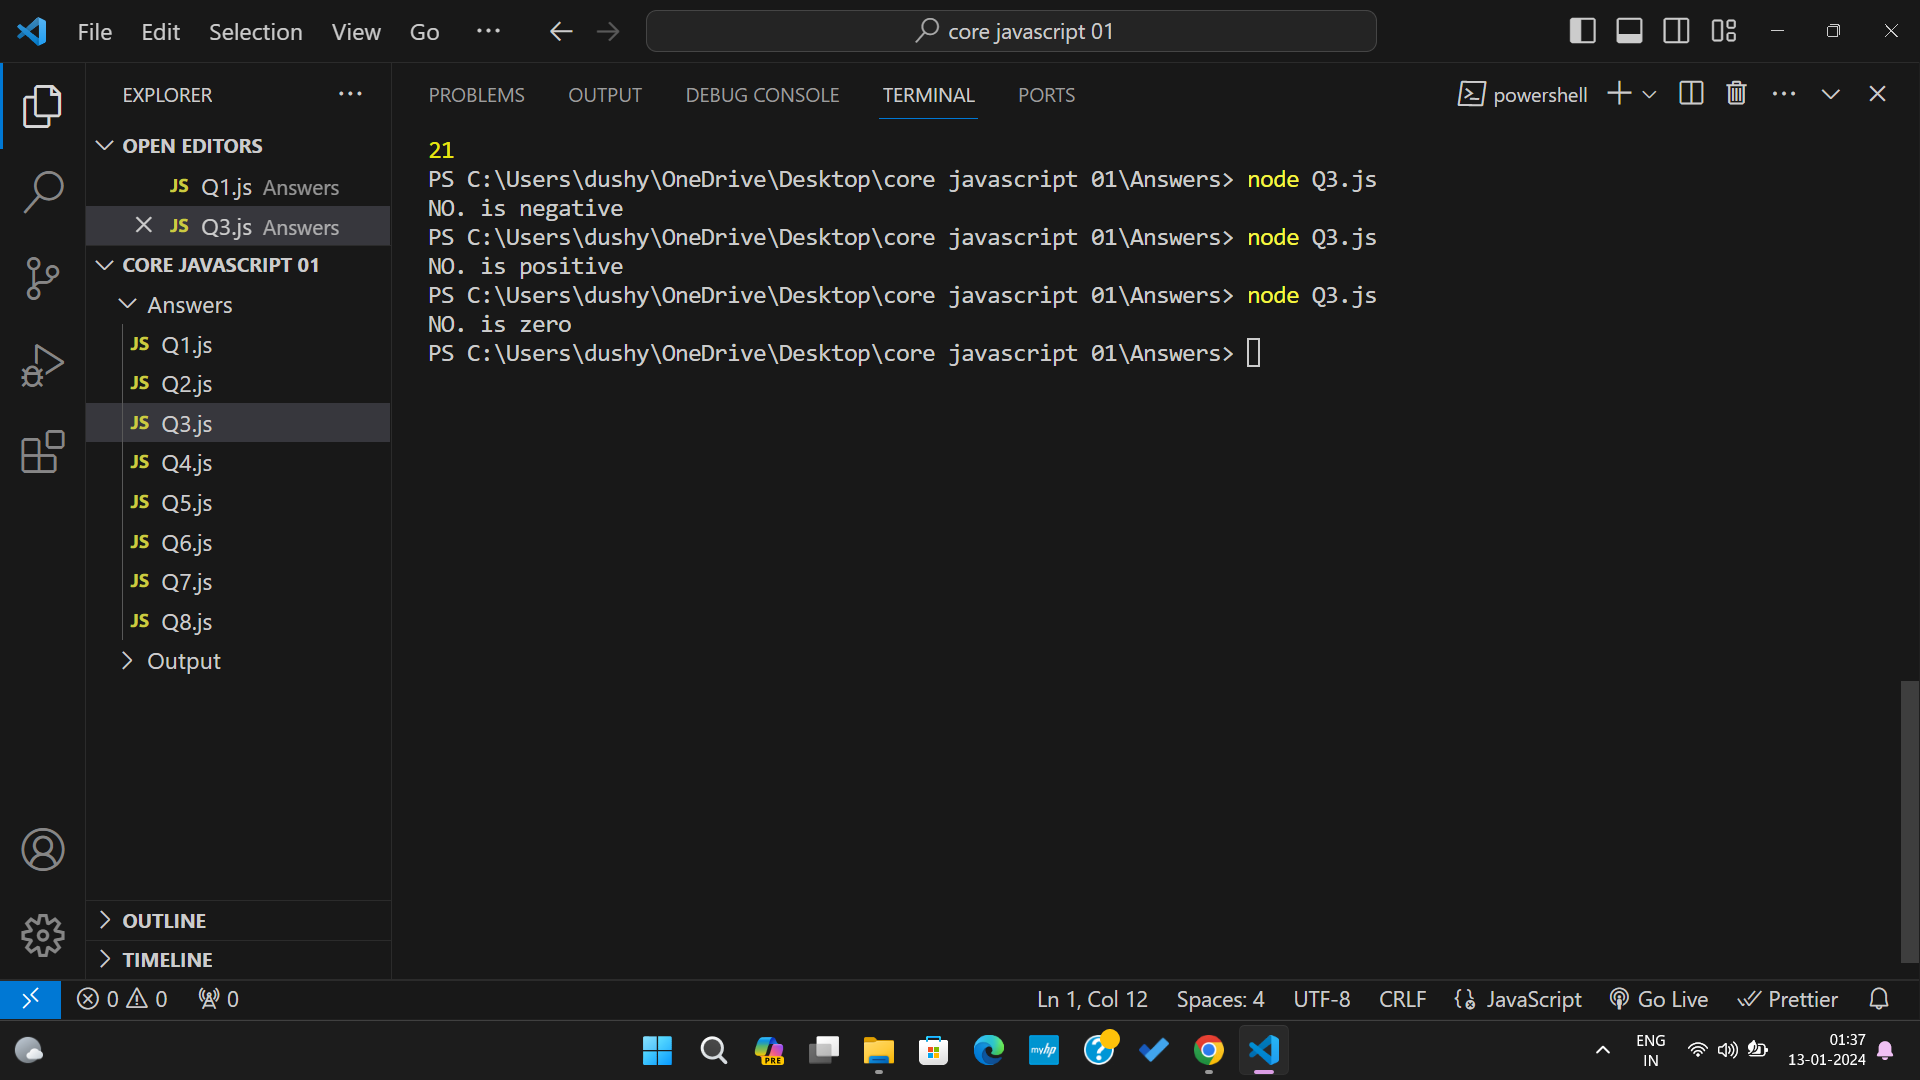 File Edit Selection View Go ···
core javascript 01
EXPLORER ···
OPEN EDITORS
JS Q1.js Answers
JS Q3.js Answers
CORE JAVASCRIPT 01
Answers
JS Q1.js
JS Q2.js
JS Q3.js
JS Q4.js
JS Q5.js
JS Q6.js
JS Q7.js
JS Q8.js
Output
OUTLINE
TIMELINE
PROBLEMS OUTPUT DEBUG CONSOLE TERMINAL PORTS
powershell
21
PS C:\Users\dushy\OneDrive\Desktop\core javascript 01\Answers> node Q3.js
NO. is negative
PS C:\Users\dushy\OneDrive\Desktop\core javascript 01\Answers> node Q3.js
NO. is positive
PS C:\Users\dushy\OneDrive\Desktop\core javascript 01\Answers> node Q3.js
NO. is zero
PS C:\Users\dushy\OneDrive\Desktop\core javascript 01\Answers>
0 0 0
Ln 1, Col 12 Spaces: 4 UTF-8 CRLF JavaScript Go Live Prettier
PRE
myhp
ENG
IN
01:37
13-01-2024